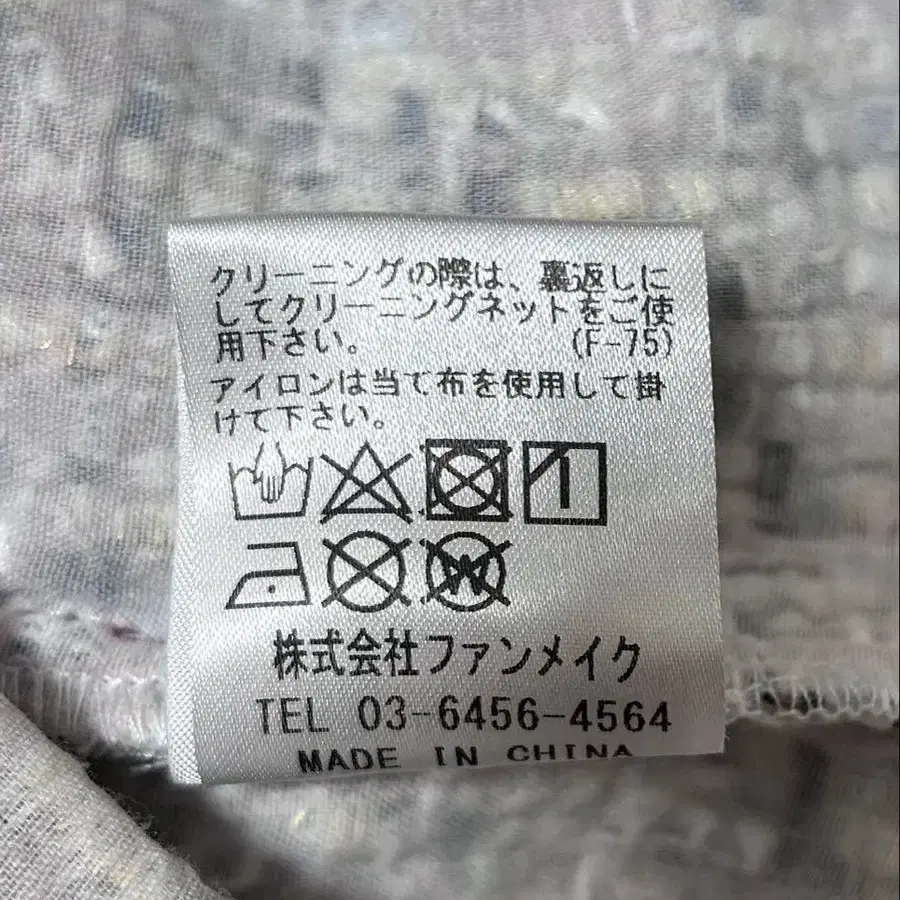 クリーニングの際は、裏返しに
してクリーニングネットをご使
用下さい。 (F-75)
アイロンは当て布を使用して掛
けて下さい。
株式会社ファンメイク
TEL 03-6456-4564
MADE IN CHINA